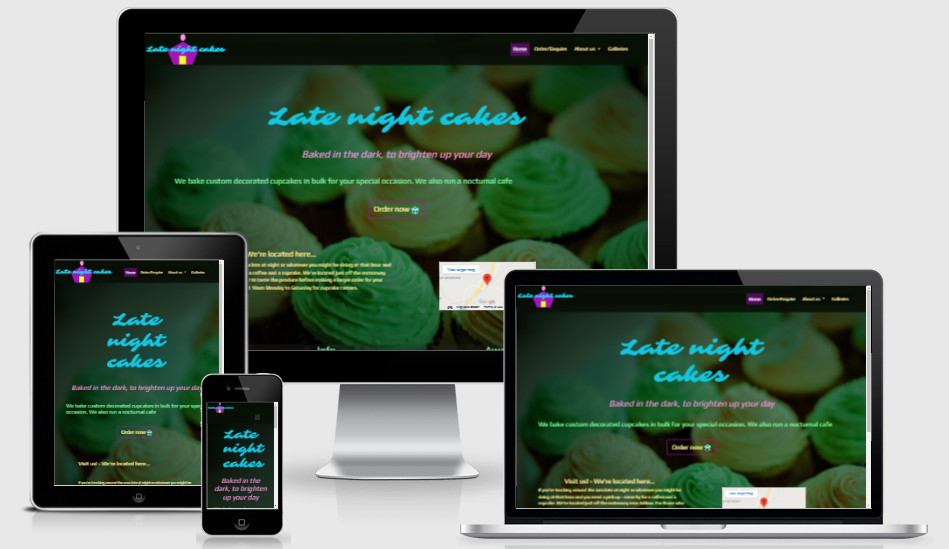 Late night cakes
Home Order/Enquire About us Galleries
Late night cakes
Baked in the dark, to brighten up your day
We bake custom decorated cupcakes in bulk for your special occasion. We also run a nocturnal cafe
Order now
We're located here...
View larger map
Google
Late night cakes
Home Order/Enquire About us Galleries
Late
night
cakes
Baked in the dark, to brighten up your day
We bake custom decorated cupcakes in bulk for your special
occasion. We also run a nocturnal cafe
Order now
Visit us! - We're located here...
Late night cakes
Late
night
cakes
Baked in the
dark, to brighten
up your day
Late night cakes
Home Order/Enquire About us Galleries
Late night
cakes
Baked in the dark, to brighten up your day
We bake custom decorated cupcakes in bulk for your special occasion. We also run a nocturnal cafe
Order now
Visit us! - We're located here...
View larger map